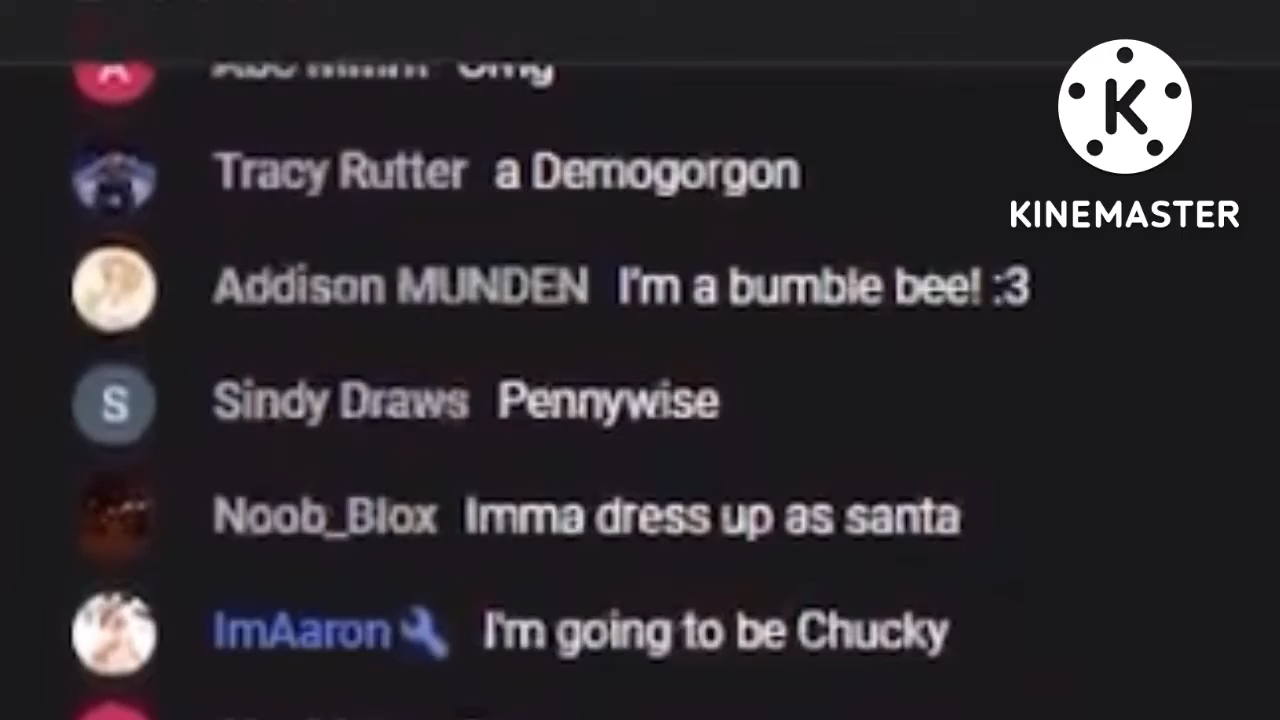 Tracy Rutter a Demogorgon
K
KINEMASTER
Addison MUNDEN I'm a bumble bee! :3
S Sindy Draws Pennywise
Noob_Blox Imma dress up as santa
ImAaron I'm going to be Chucky